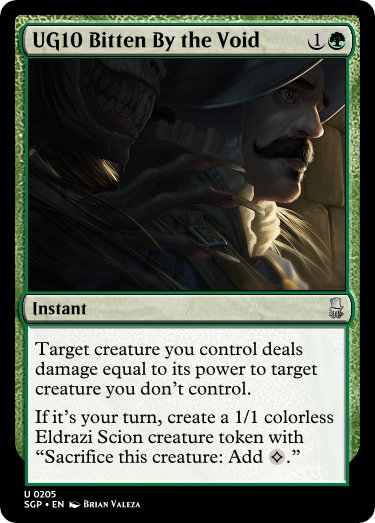 UG10 Bitten By the Void 1
Instant
Target creature you control deals
damage equal to its power to target
creature you don't control.
If it's your turn, create a 1/1 colorless
Eldrazi Scion creature token with
“Sacrifice this creature: Add .”
U 0205
SGP • EN Brian Valeza